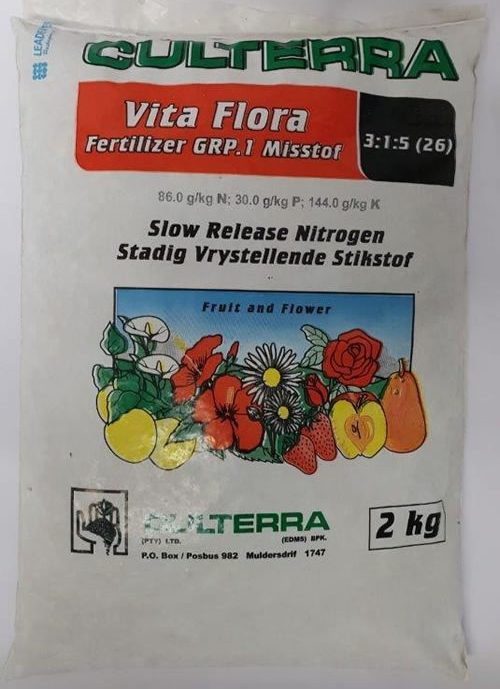 CULTERRA
Vita Flora
Fertilizer GRP.1 Misstof
3:1:5 (26)
86.0 g/kg N; 30.0 g/kg P; 144.0 g/kg K
Slow Release Nitrogen
Stadig Vrystellende Stikstof
Fruit and Flower
CULTERRA
(PTY) LTD. (EDMS) BPK.
P.O. Box / Posbus 982 Muldersdrif 1747
2 kg